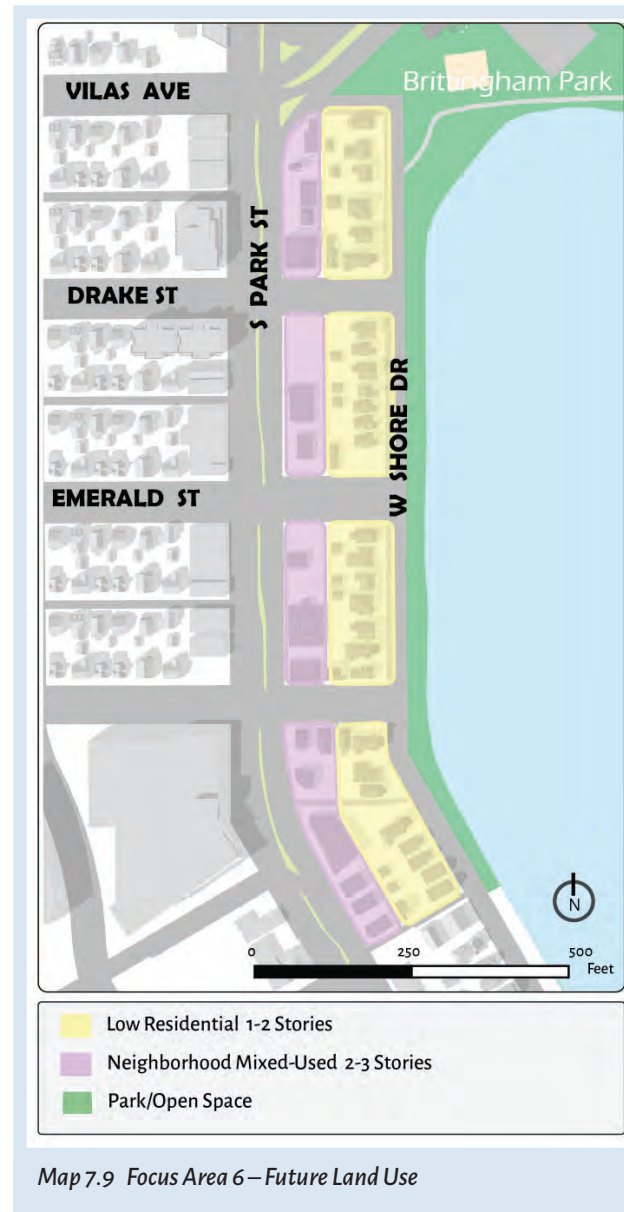 Brittingham Park
VILAS AVE
S PARK ST
DRAKE ST
W SHORE DR
EMERALD ST
N
0 250 500
Feet
Low Residential 1-2 Stories
Neighborhood Mixed-Used 2-3 Stories
Park/Open Space
Map 7.9 Focus Area 6 – Future Land Use